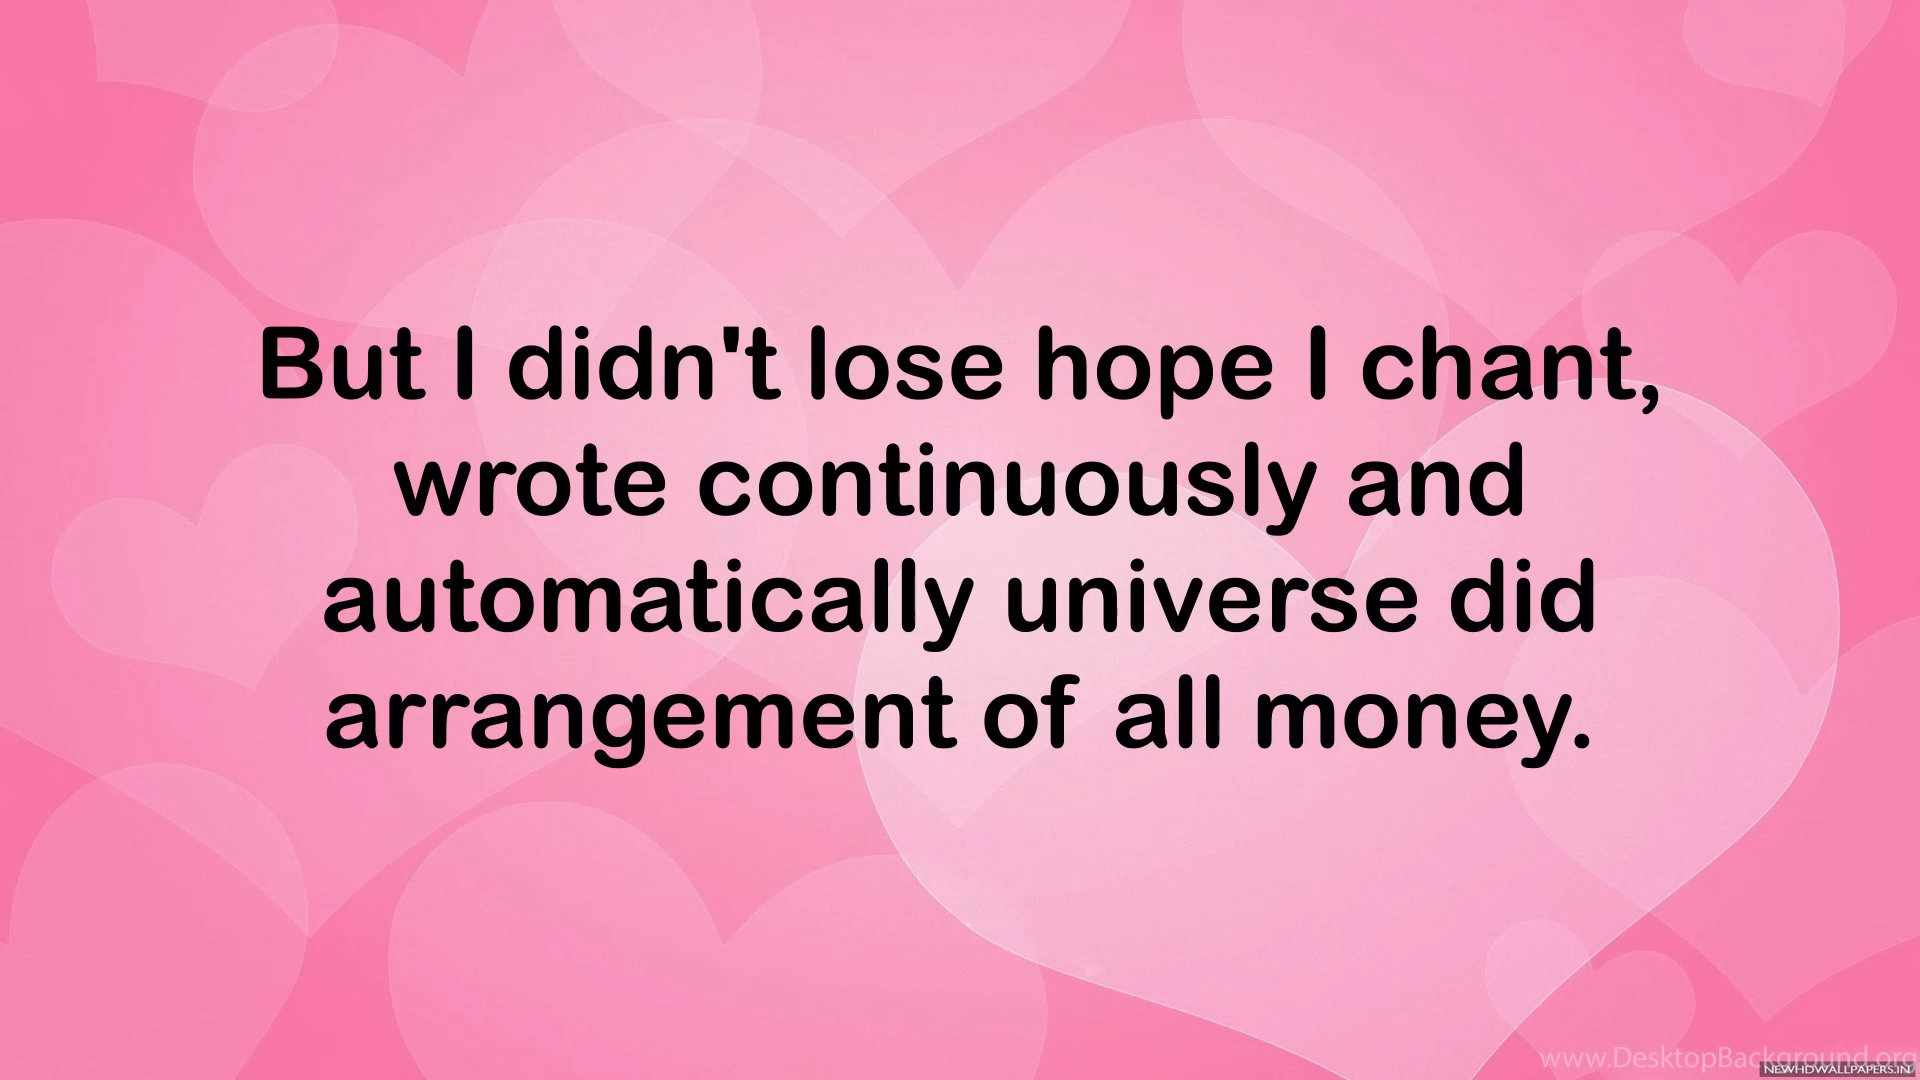 But I didn't lose hope I chant,
wrote continuously and
automatically universe did
arrangement of all money.
www.DesktopBackground.org
NEWHDWALLPAPERS.IN